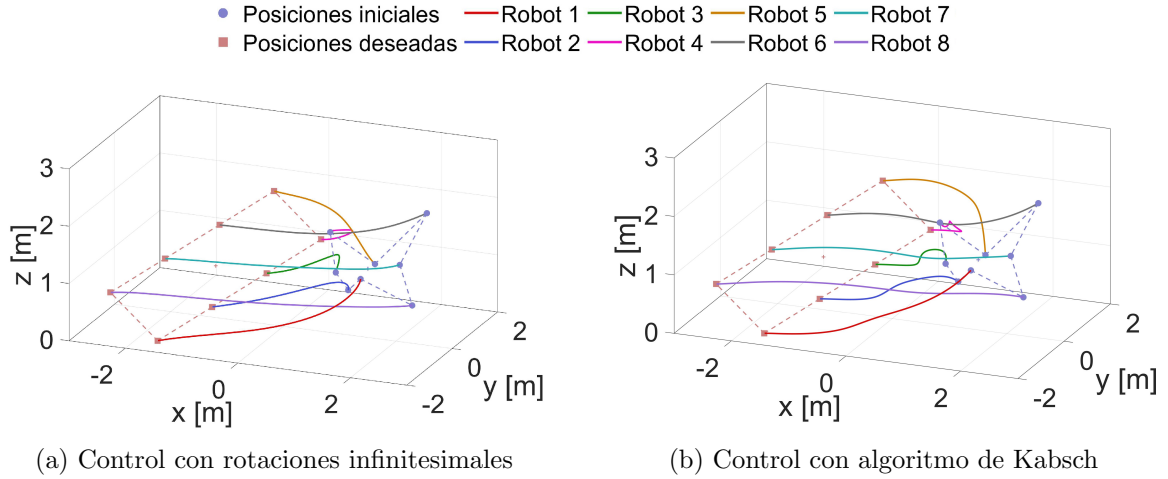 Posiciones iniciales Robot 1 Robot 3 Robot 5 Robot 7
Posiciones deseadas Robot 2 Robot 4 Robot 6 Robot 8
3
2
1
0
z [m]
-2
0
2
x [m]
-2
0
2
y [m]
3
2
1
0
z [m]
-2
0
2
x [m]
-2
0
2
y [m]
(a) Control con rotaciones infinitesimales
(b) Control con algoritmo de Kabsch